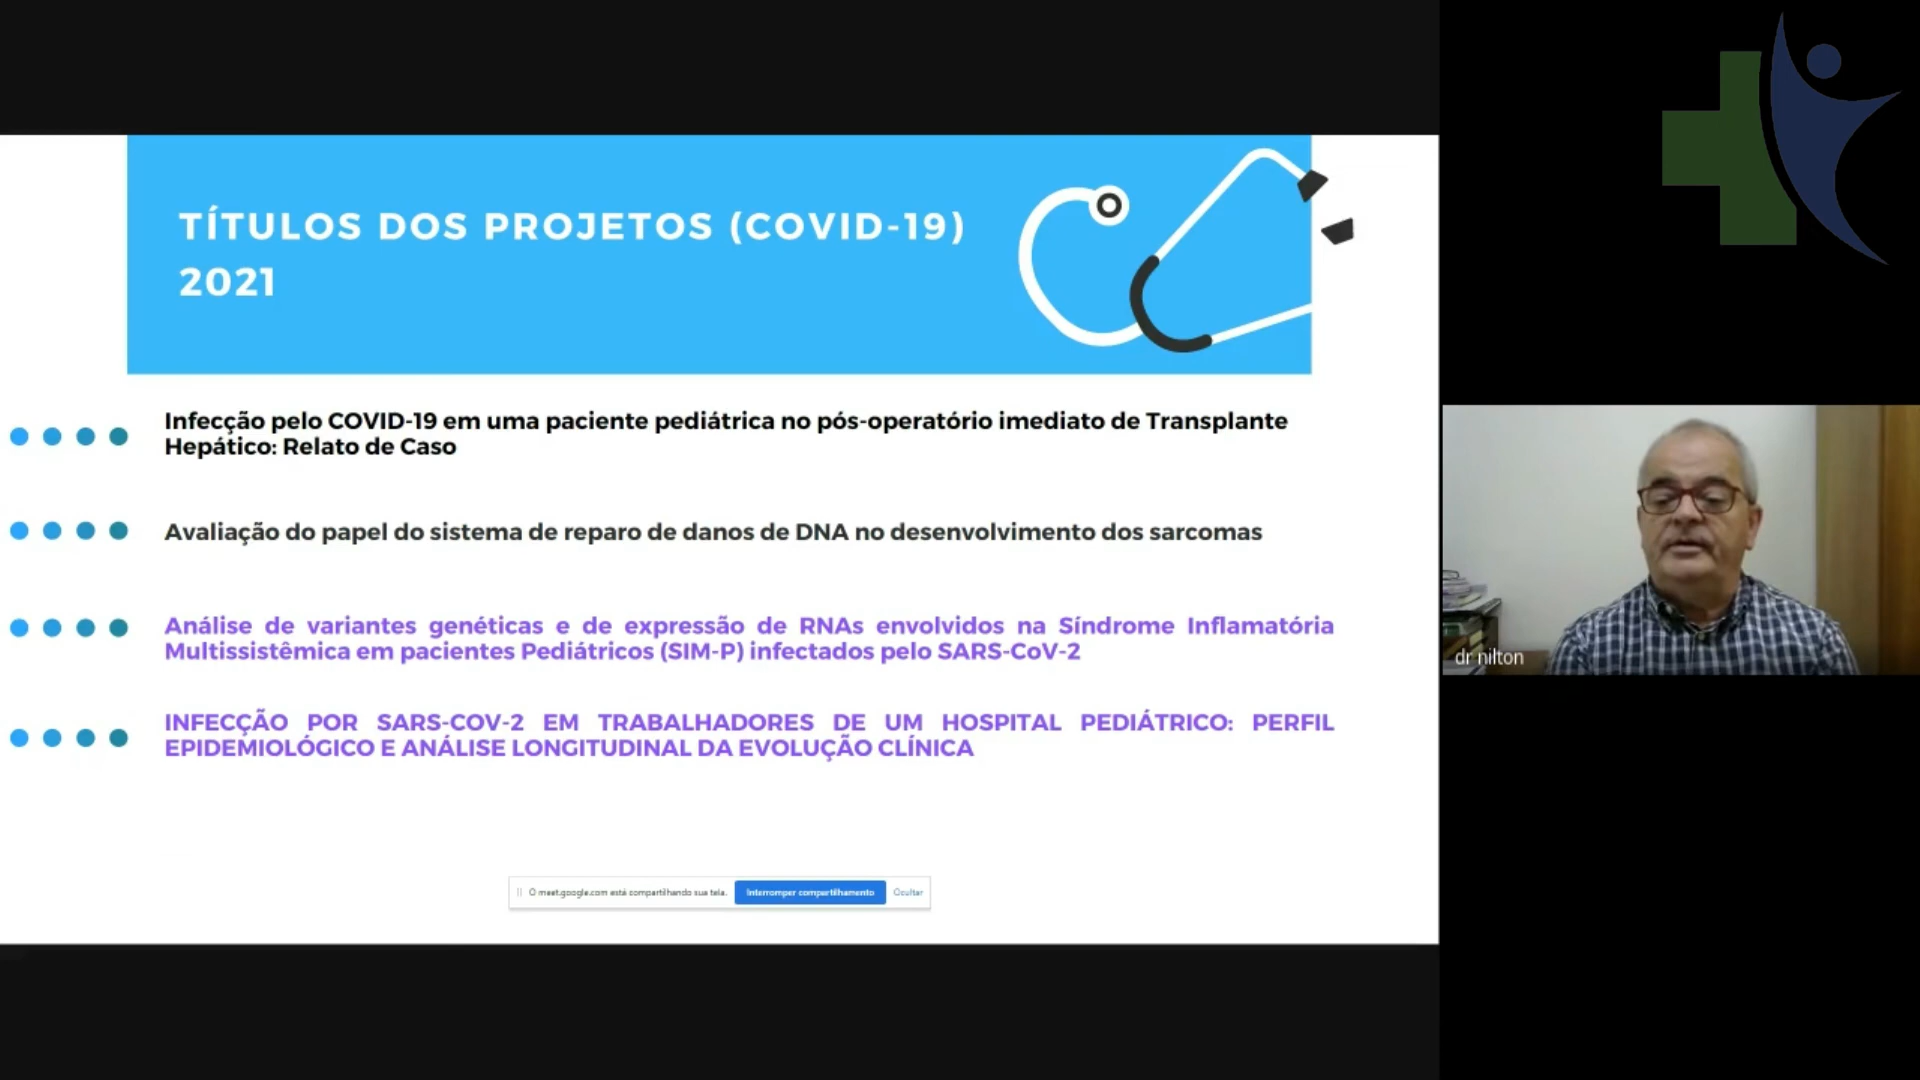 TÍTULOS DOS PROJETOS (COVID-19)
2021
Infecção pelo COVID-19 em uma paciente pediátrica no pós-operatório imediato de Transplante
Hepático: Relato de Caso
Avaliação do papel do sistema de reparo de danos de DNA no desenvolvimento dos sarcomas
Análise de variantes genéticas e de expressão de RNAs envolvidos na Síndrome Inflamatória
Multissistêmica em pacientes Pediátricos (SIM-P) infectados pelo SARS-CoV-2
INFECÇÃO POR SARS-COV-2 EM TRABALHADORES DE UM HOSPITAL PEDIÁTRICO: PERFIL
EPIDEMIOLÓGICO E ANÁLISE LONGITUDINAL DA EVOLUÇÃO CLÍNICA
O meet.google.com está compartilhando sua tela. Interromper compartilhamento Ocultar
dr nilton